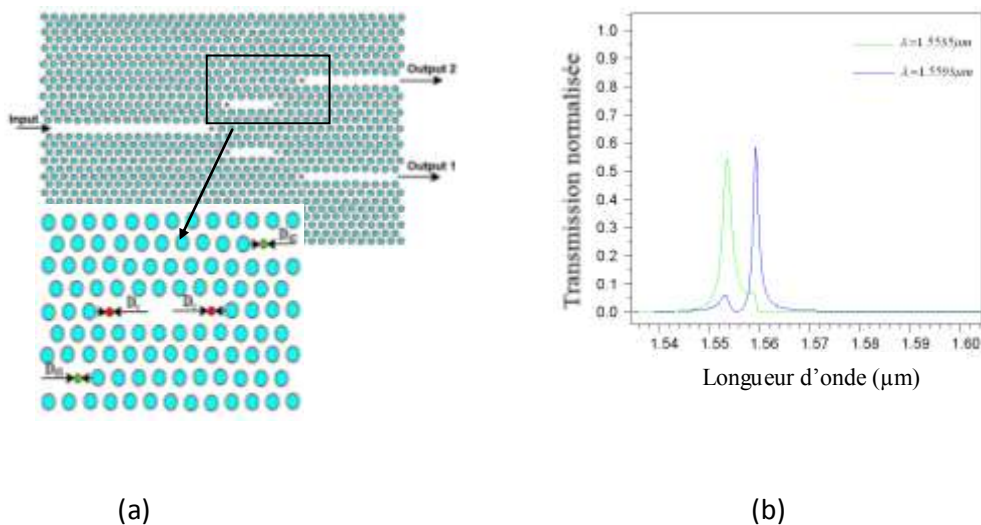 Output 2
Input
Output 1
1.0
0.9
0.8
0.7
0.6
0.5
0.4
0.3
0.2
0.1
0.0
Transmission normalisée
1.54 1.55 1.56 1.57 1.58 1.59 1.60
Longueur d'onde (µm)
(a)
(b)